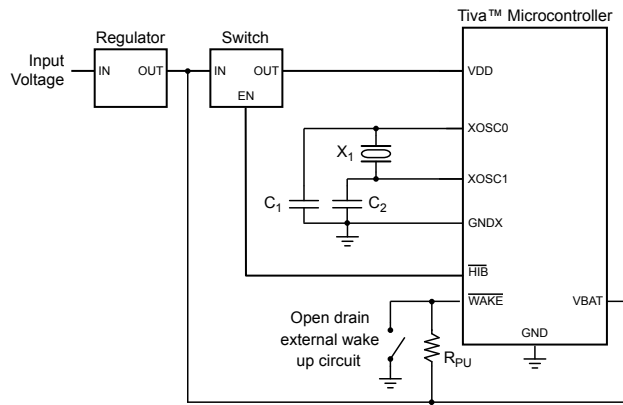 Tiva™ Microcontroller
Regulator
Switch
Input
Voltage
IN
OUT
IN
OUT
EN
VDD
XOSC0
X1
XOSC1
C1
C2
GNDX
HIB
WAKE
VBAT
Open drain
external wake
up circuit
RPU
GND